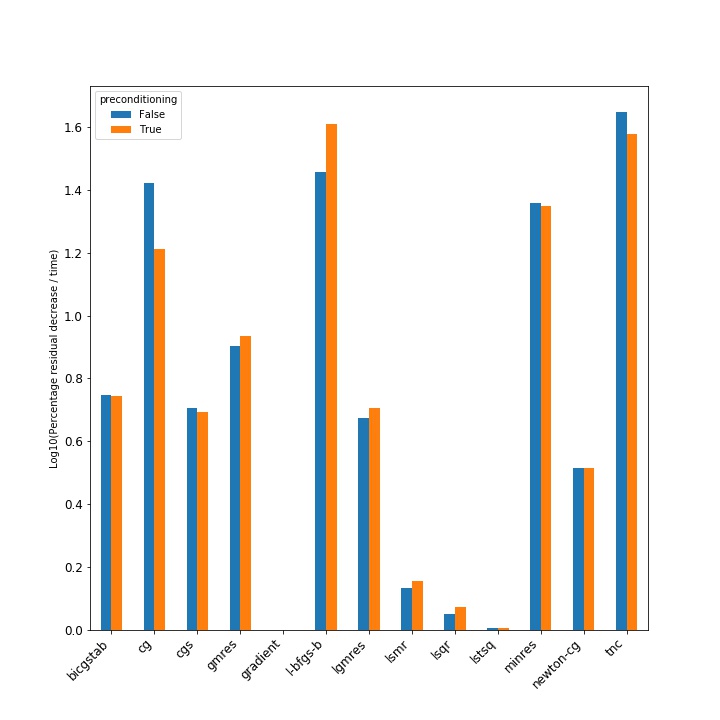 preconditioning
False
True
Log10(Percentage residual decrease / time)
1.6
1.4
1.2
1.0
0.8
0.6
0.4
0.2
0.0
bicgstab
cg
cgs
gmres
gradient
l-bfgs-b
lgmres
lsmr
lsqr
lstsq
minres
newton-cg
tnc